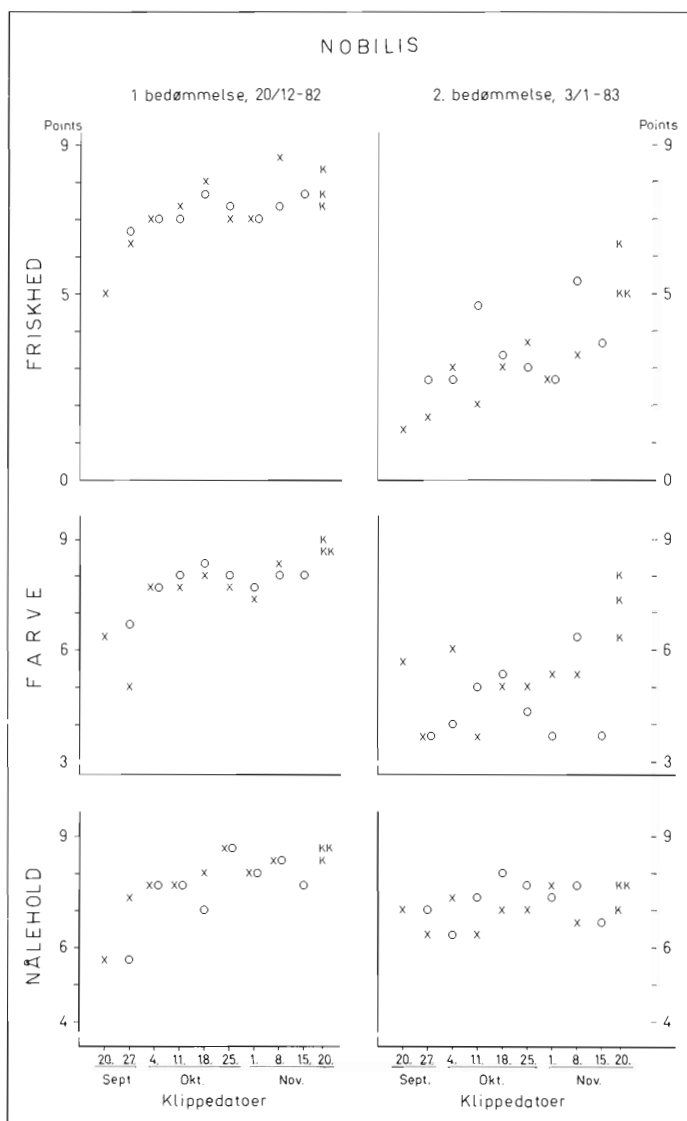 NOBILIS
1 bedømmelse, 20/12-82
2. bedømmelse, 3/1-83
Points
Points
9
5
0
FRISKHED
9
5
0
9
6
3
FARVE
9
6
3
9
6
4
NÅLEHOLD
9
6
4
20. 27. 4. 11. 18. 25. 1. 8. 15. 20.
Sept Okt. Nov.
Klippedatoer
20. 27. 4. 11. 18. 25. 1. 8. 15. 20.
Sept. Okt. Nov.
Klippedatoer